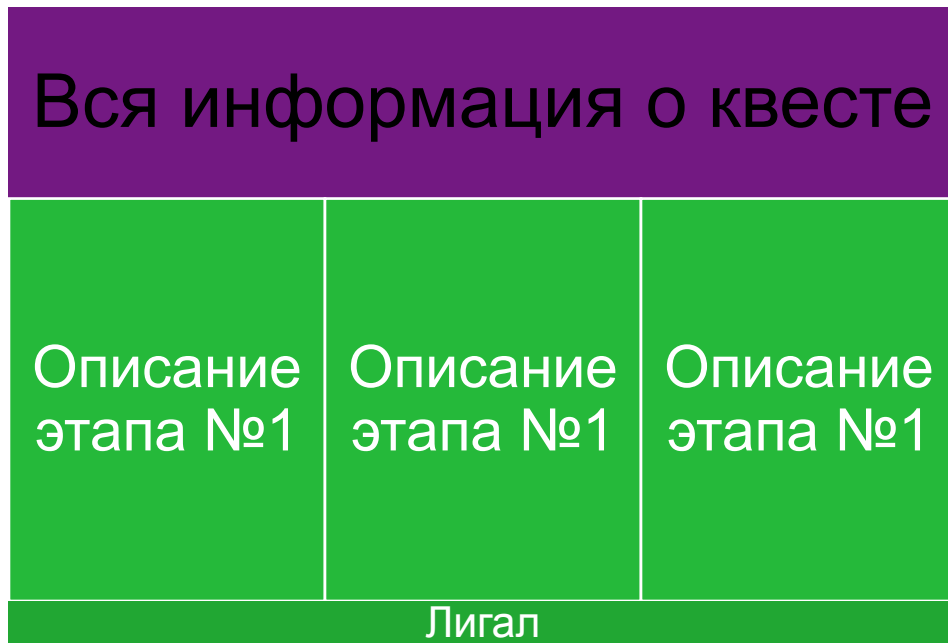 Вся информация о квесте
Описание
этапа №1
Описание
этапа №1
Описание
этапа №1
Лигал